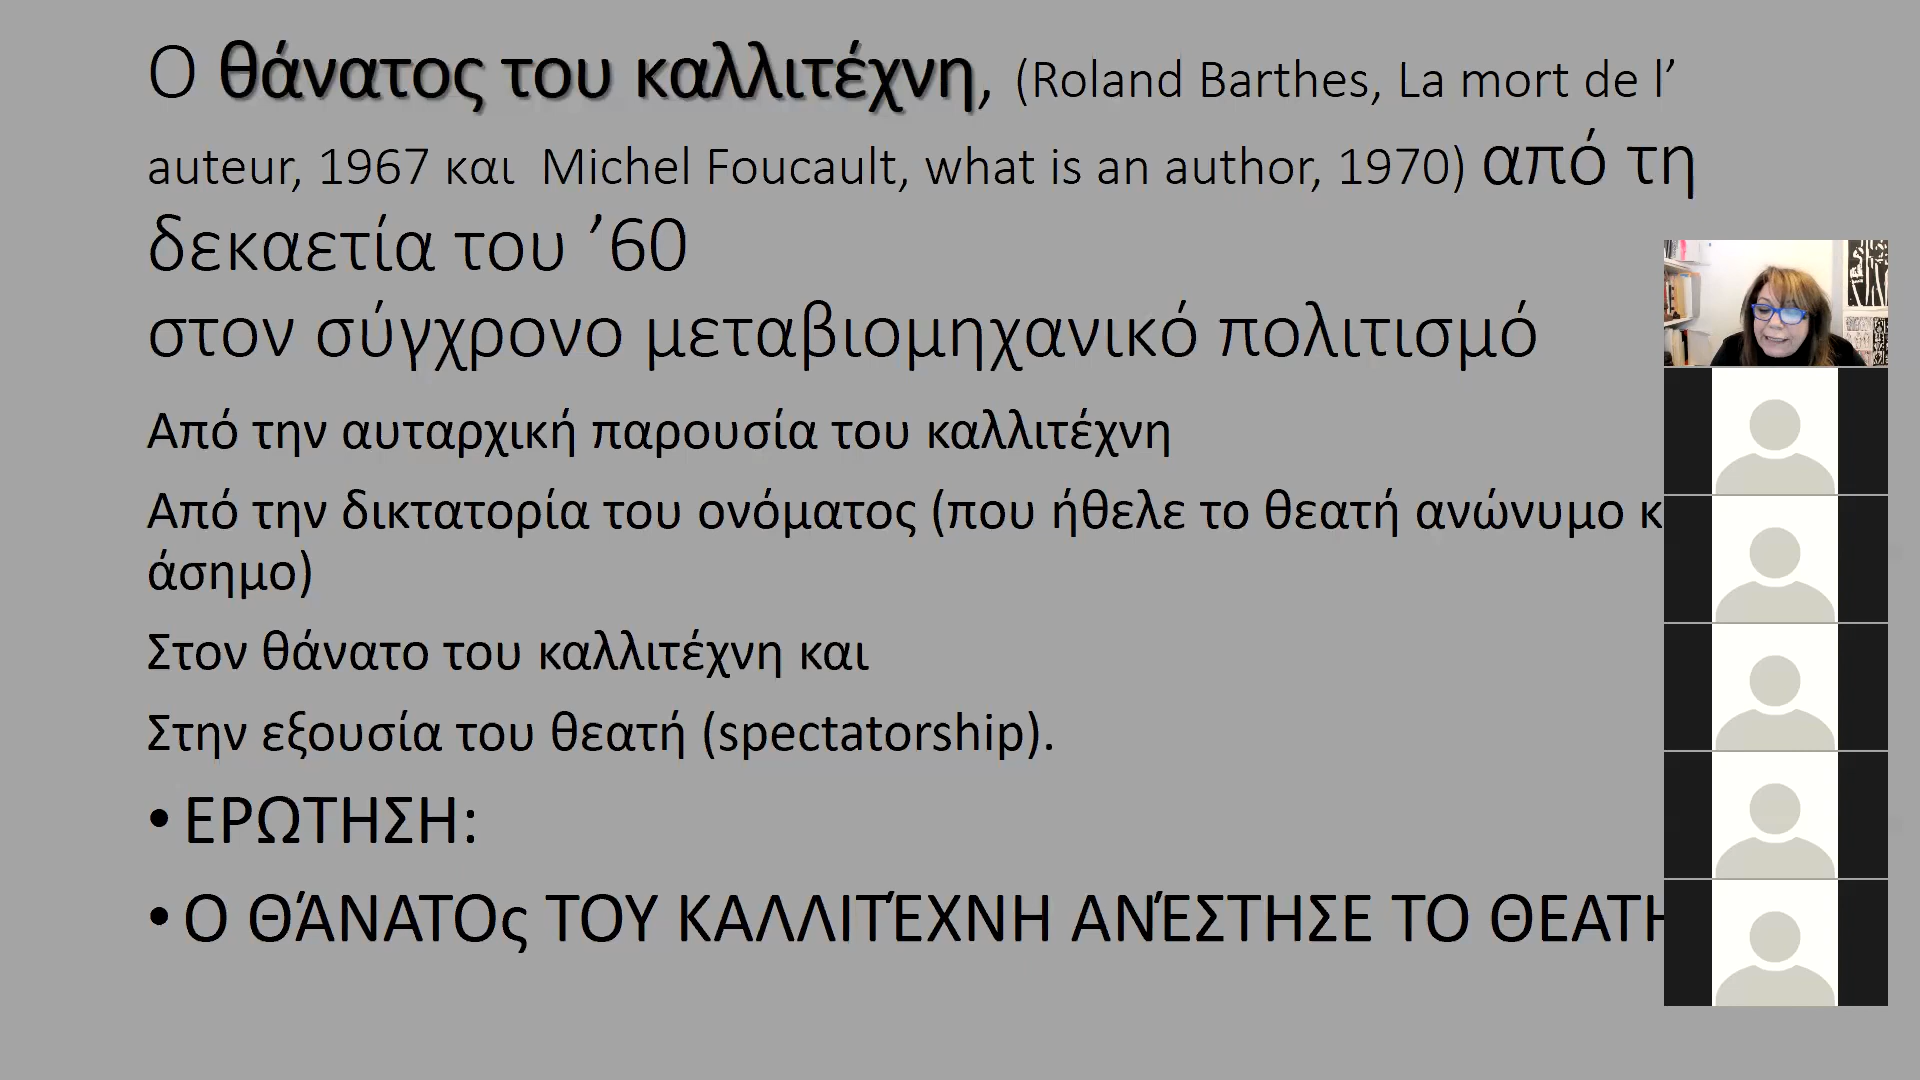 Ο θάνατος του καλλιτέχνη, (Roland Barthes, La mort de l’
auteur, 1967 και Michel Foucault, what is an author, 1970) από τη
δεκαετία του ’60
στον σύγχρονο μεταβιομηχανικό πολιτισμό
Από την αυταρχική παρουσία του καλλιτέχνη
Από την δικτατορία του ονόματος (που ήθελε το θεατή ανώνυμο
άσημο)
Στον θάνατο του καλλιτέχνη και
Στην εξουσία του θεατή (spectatorship).
• ΕΡΩΤΗΣΗ:
• Ο ΘΆΝΑΤΟς ΤΟΥ ΚΑΛΛΙΤΈΧΝΗ ΑΝΈΣΤΗΣΕ ΤΟ ΘΕΑΤΗ